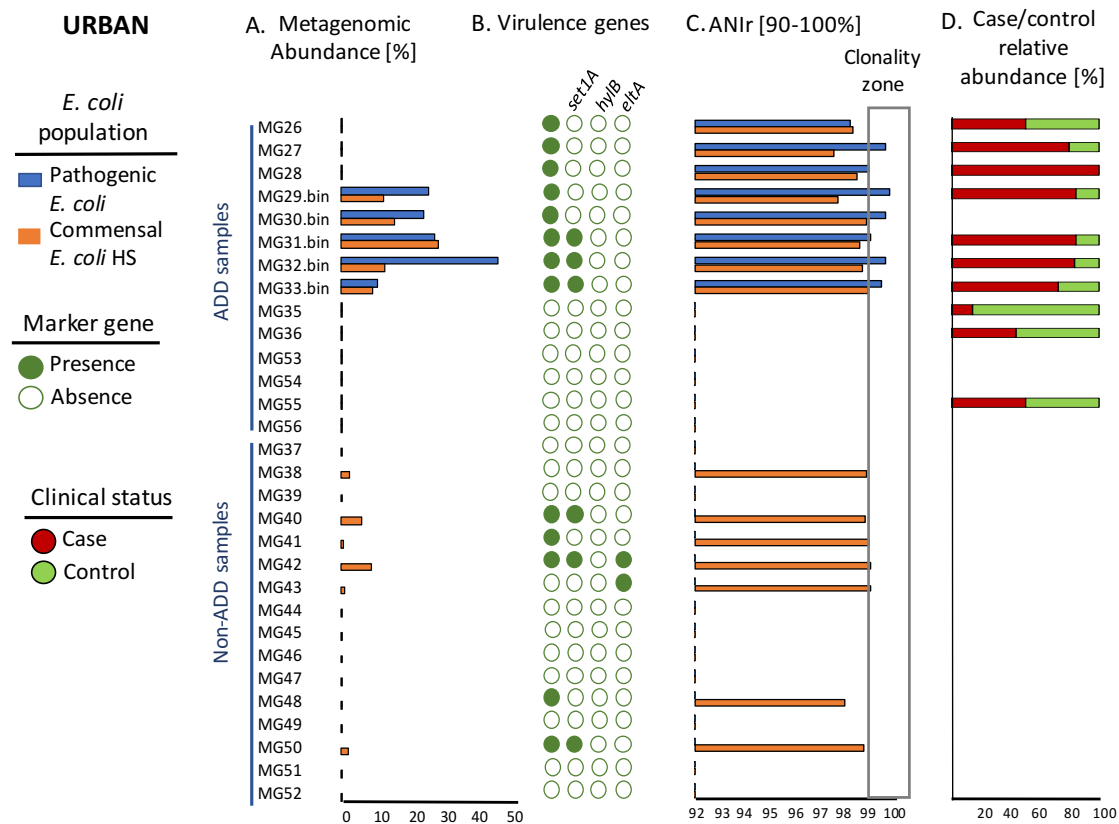 URBAN
E. coli
population
Pathogenic
E. coli
Commensal
E. coli HS
Marker gene
Presence
Absence
Clinical status
Case
Control
A. Metagenomic
Abundance [%]
B. Virulence genes
C. ANIr [90-100%]
Clonality
zone
D. Case/control
relative
abundance [%]
set1A
hylB
eltA
ADD samples
Non-ADD samples
MG26
MG27
MG28
MG29.bin
MG30.bin
MG31.bin
MG32.bin
MG33.bin
MG35
MG36
MG53
MG54
MG55
MG56
MG37
MG38
MG39
MG40
MG41
MG42
MG43
MG44
MG45
MG46
MG47
MG48
MG49
MG50
MG51
MG52
0 10 20 30 40 50
92 93 94 95 96 97 98 99 100
20 40 60 80 100